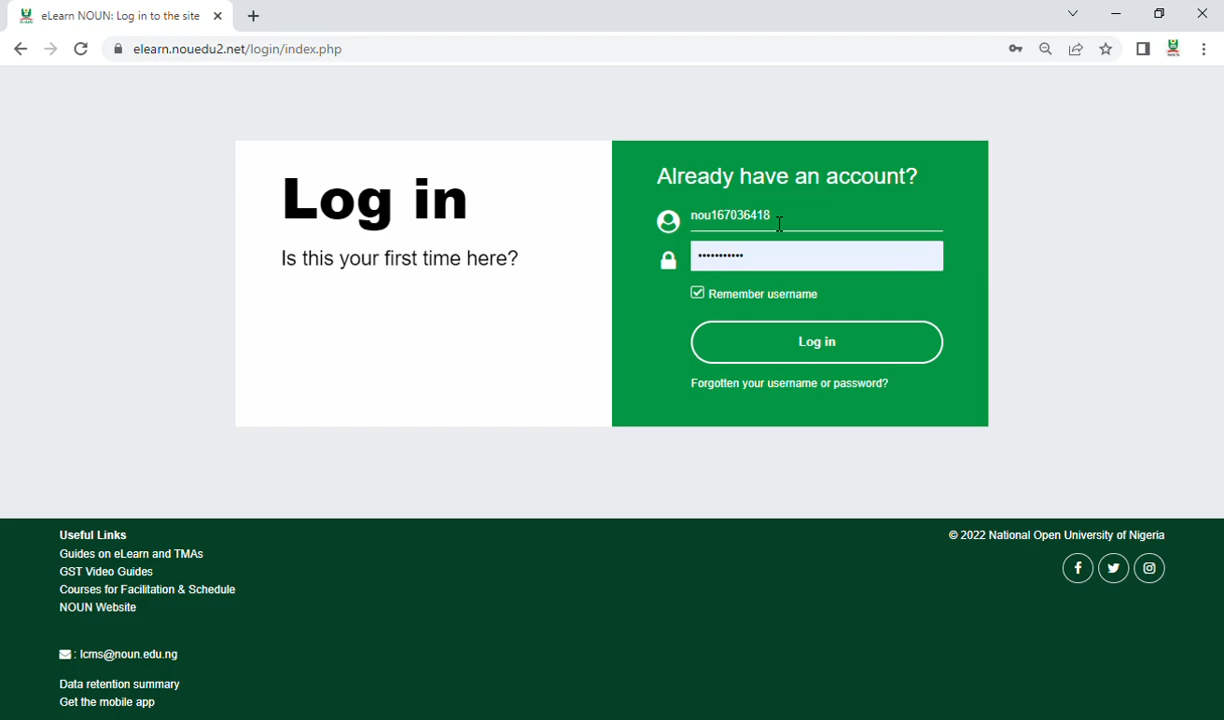 eLearn NOUN: Log in to the site
elearn.nouedu2.net/login/index.php
Log in
Is this your first time here?
Already have an account?
nou167036418
•••••••••••
Remember username
Log in
Forgotten your username or password?
Useful Links
Guides on eLearn and TMAs
GST Video Guides
Courses for Facilitation & Schedule
NOUN Website
: lcms@noun.edu.ng
Data retention summary
Get the mobile app
© 2022 National Open University of Nigeria